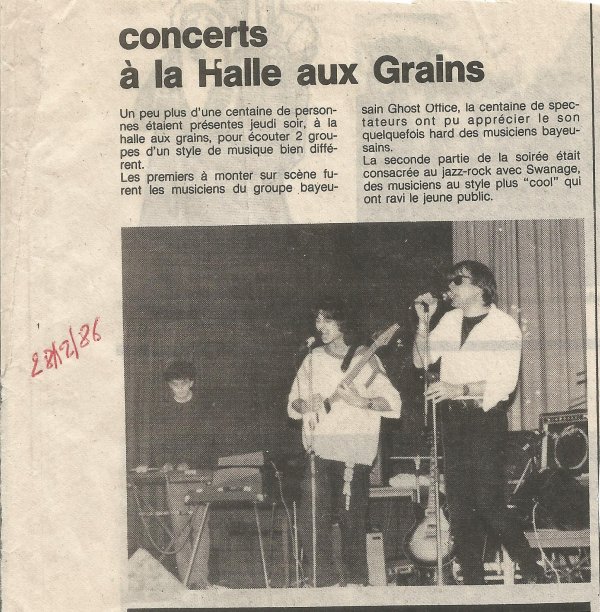 concerts
à la Halle aux Grains
Un peu plus d'une centaine de person-
nes étaient présentes jeudi soir, à la
halle aux grains, pour écouter 2 grou-
pes d'un style de musique bien diffé-
rent.
Les premiers à monter sur scène fu-
rent les musiciens du groupe bayeu-
sain Ghost Office, la centaine de spec-
tateurs ont pu apprécier le son
quelquefois hard des musiciens bayeu-
sains.
La seconde partie de la soirée était
consacrée au jazz-rock avec Swanage,
des musiciens au style plus "cool" qui
ont ravi le jeune public.